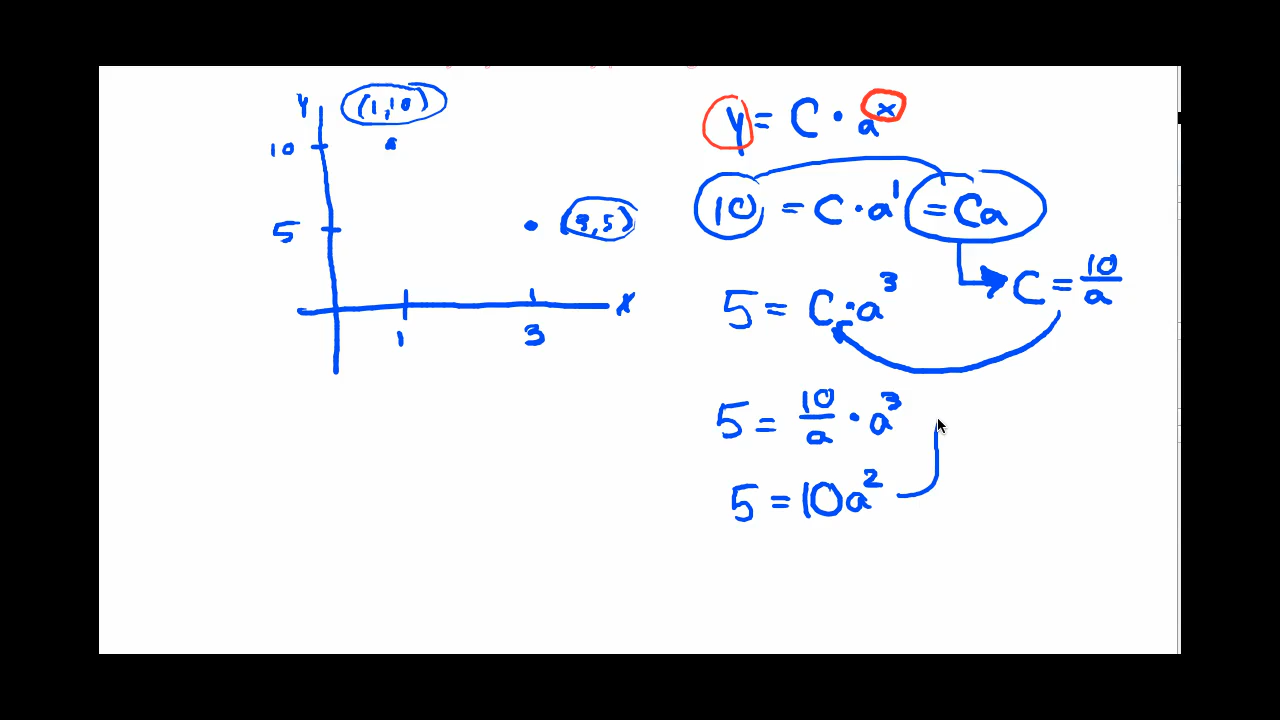 y (1,10)
10
5 (3,5)
x
1 3
y = C · a^x
10 = C · a^1 = Ca
C = 10/a
5 = C · a^3
5 = 10/a · a^3
5 = 10a^2